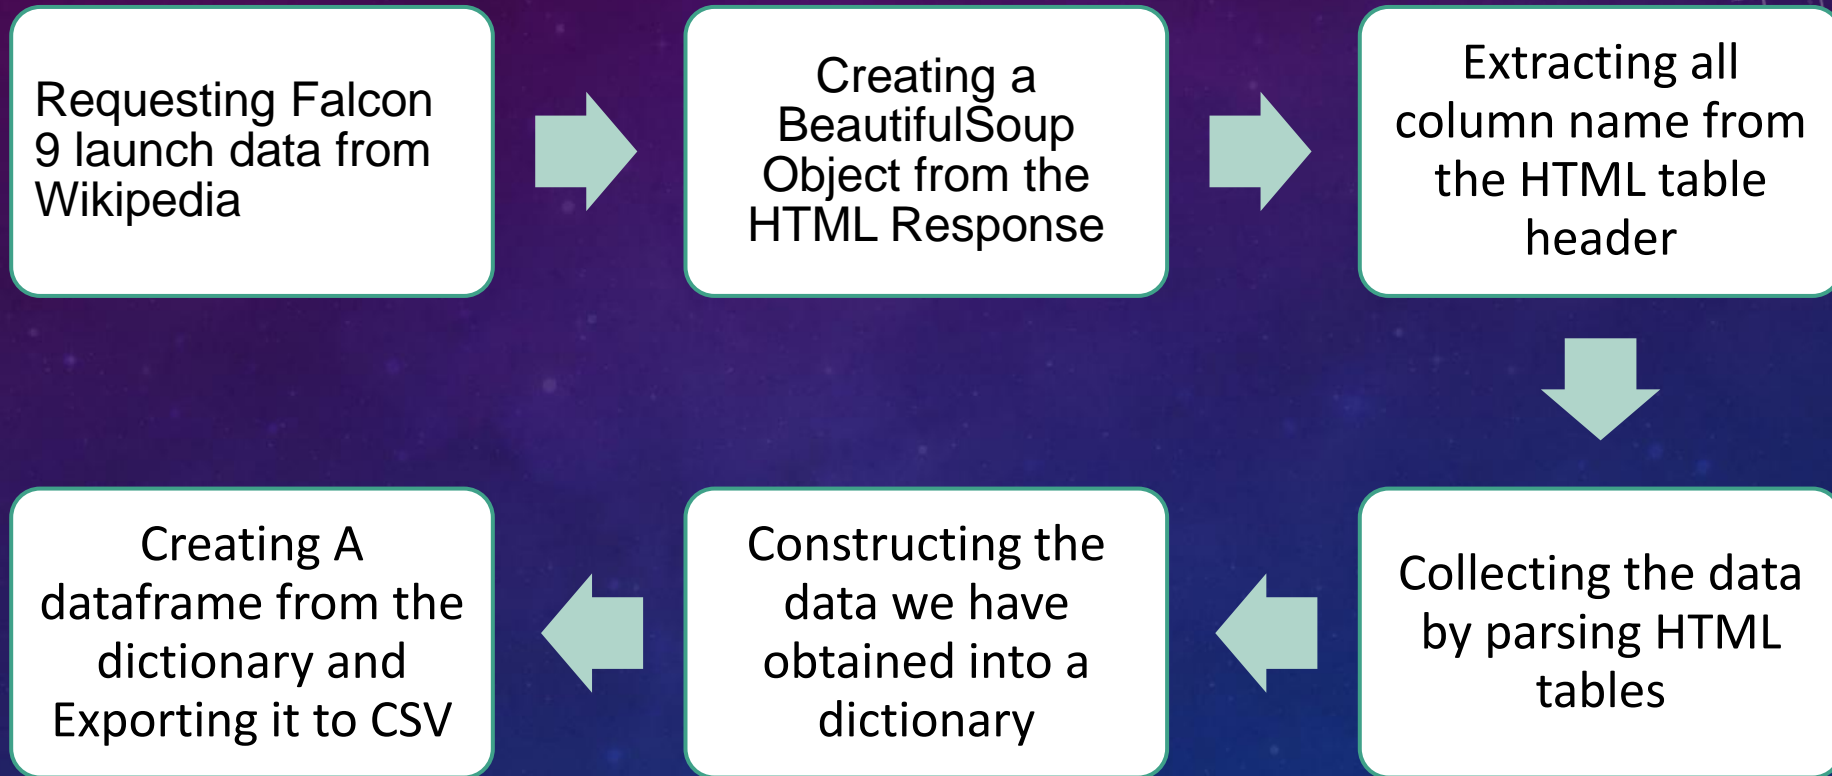 Requesting Falcon
9 launch data from
Wikipedia
Creating a
BeautifulSoup
Object from the
HTML Response
Extracting all
column name from
the HTML table
header
Collecting the data
by parsing HTML
tables
Constructing the
data we have
obtained into a
dictionary
Creating A
dataframe from the
dictionary and
Exporting it to CSV